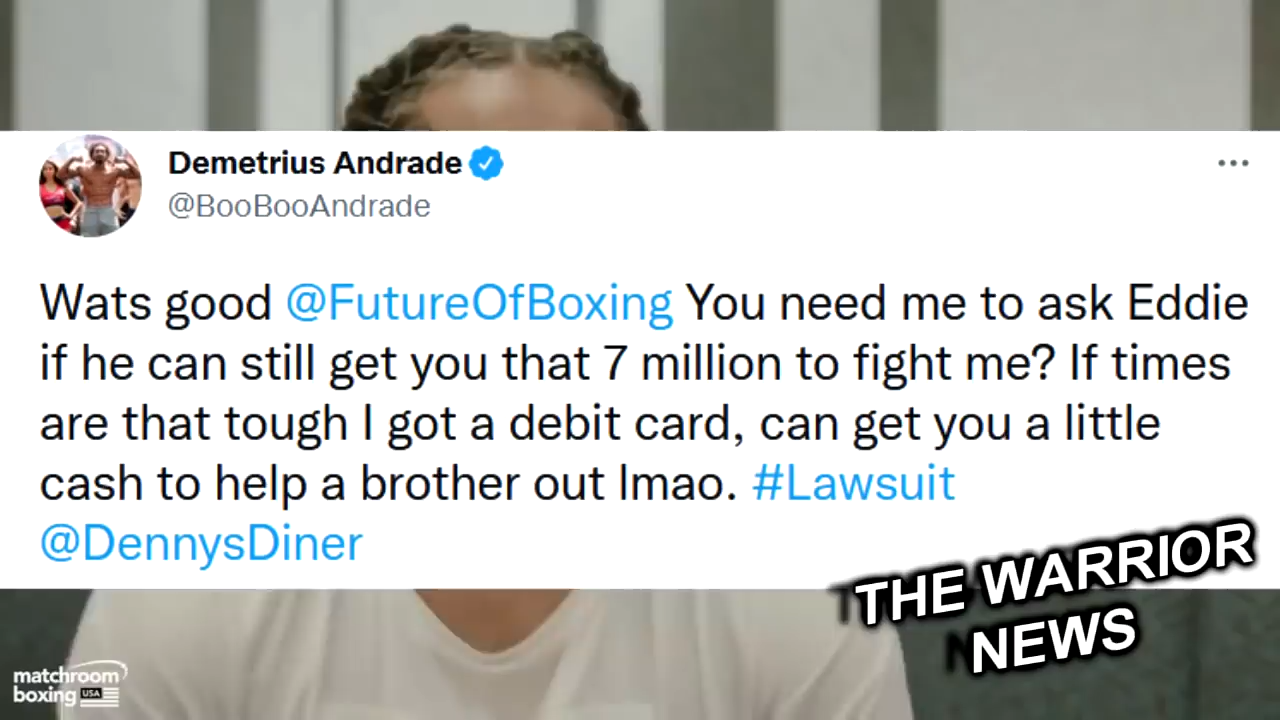 Demetrius Andrade
@BooBooAndrade
Wats good @FutureOfBoxing You need me to ask Eddie
if he can still get you that 7 million to fight me? If times
are that tough I got a debit card, can get you a little
cash to help a brother out lmao. #Lawsuit
@DennysDiner
THE WARRIOR
NEWS
matchroom
boxing USA